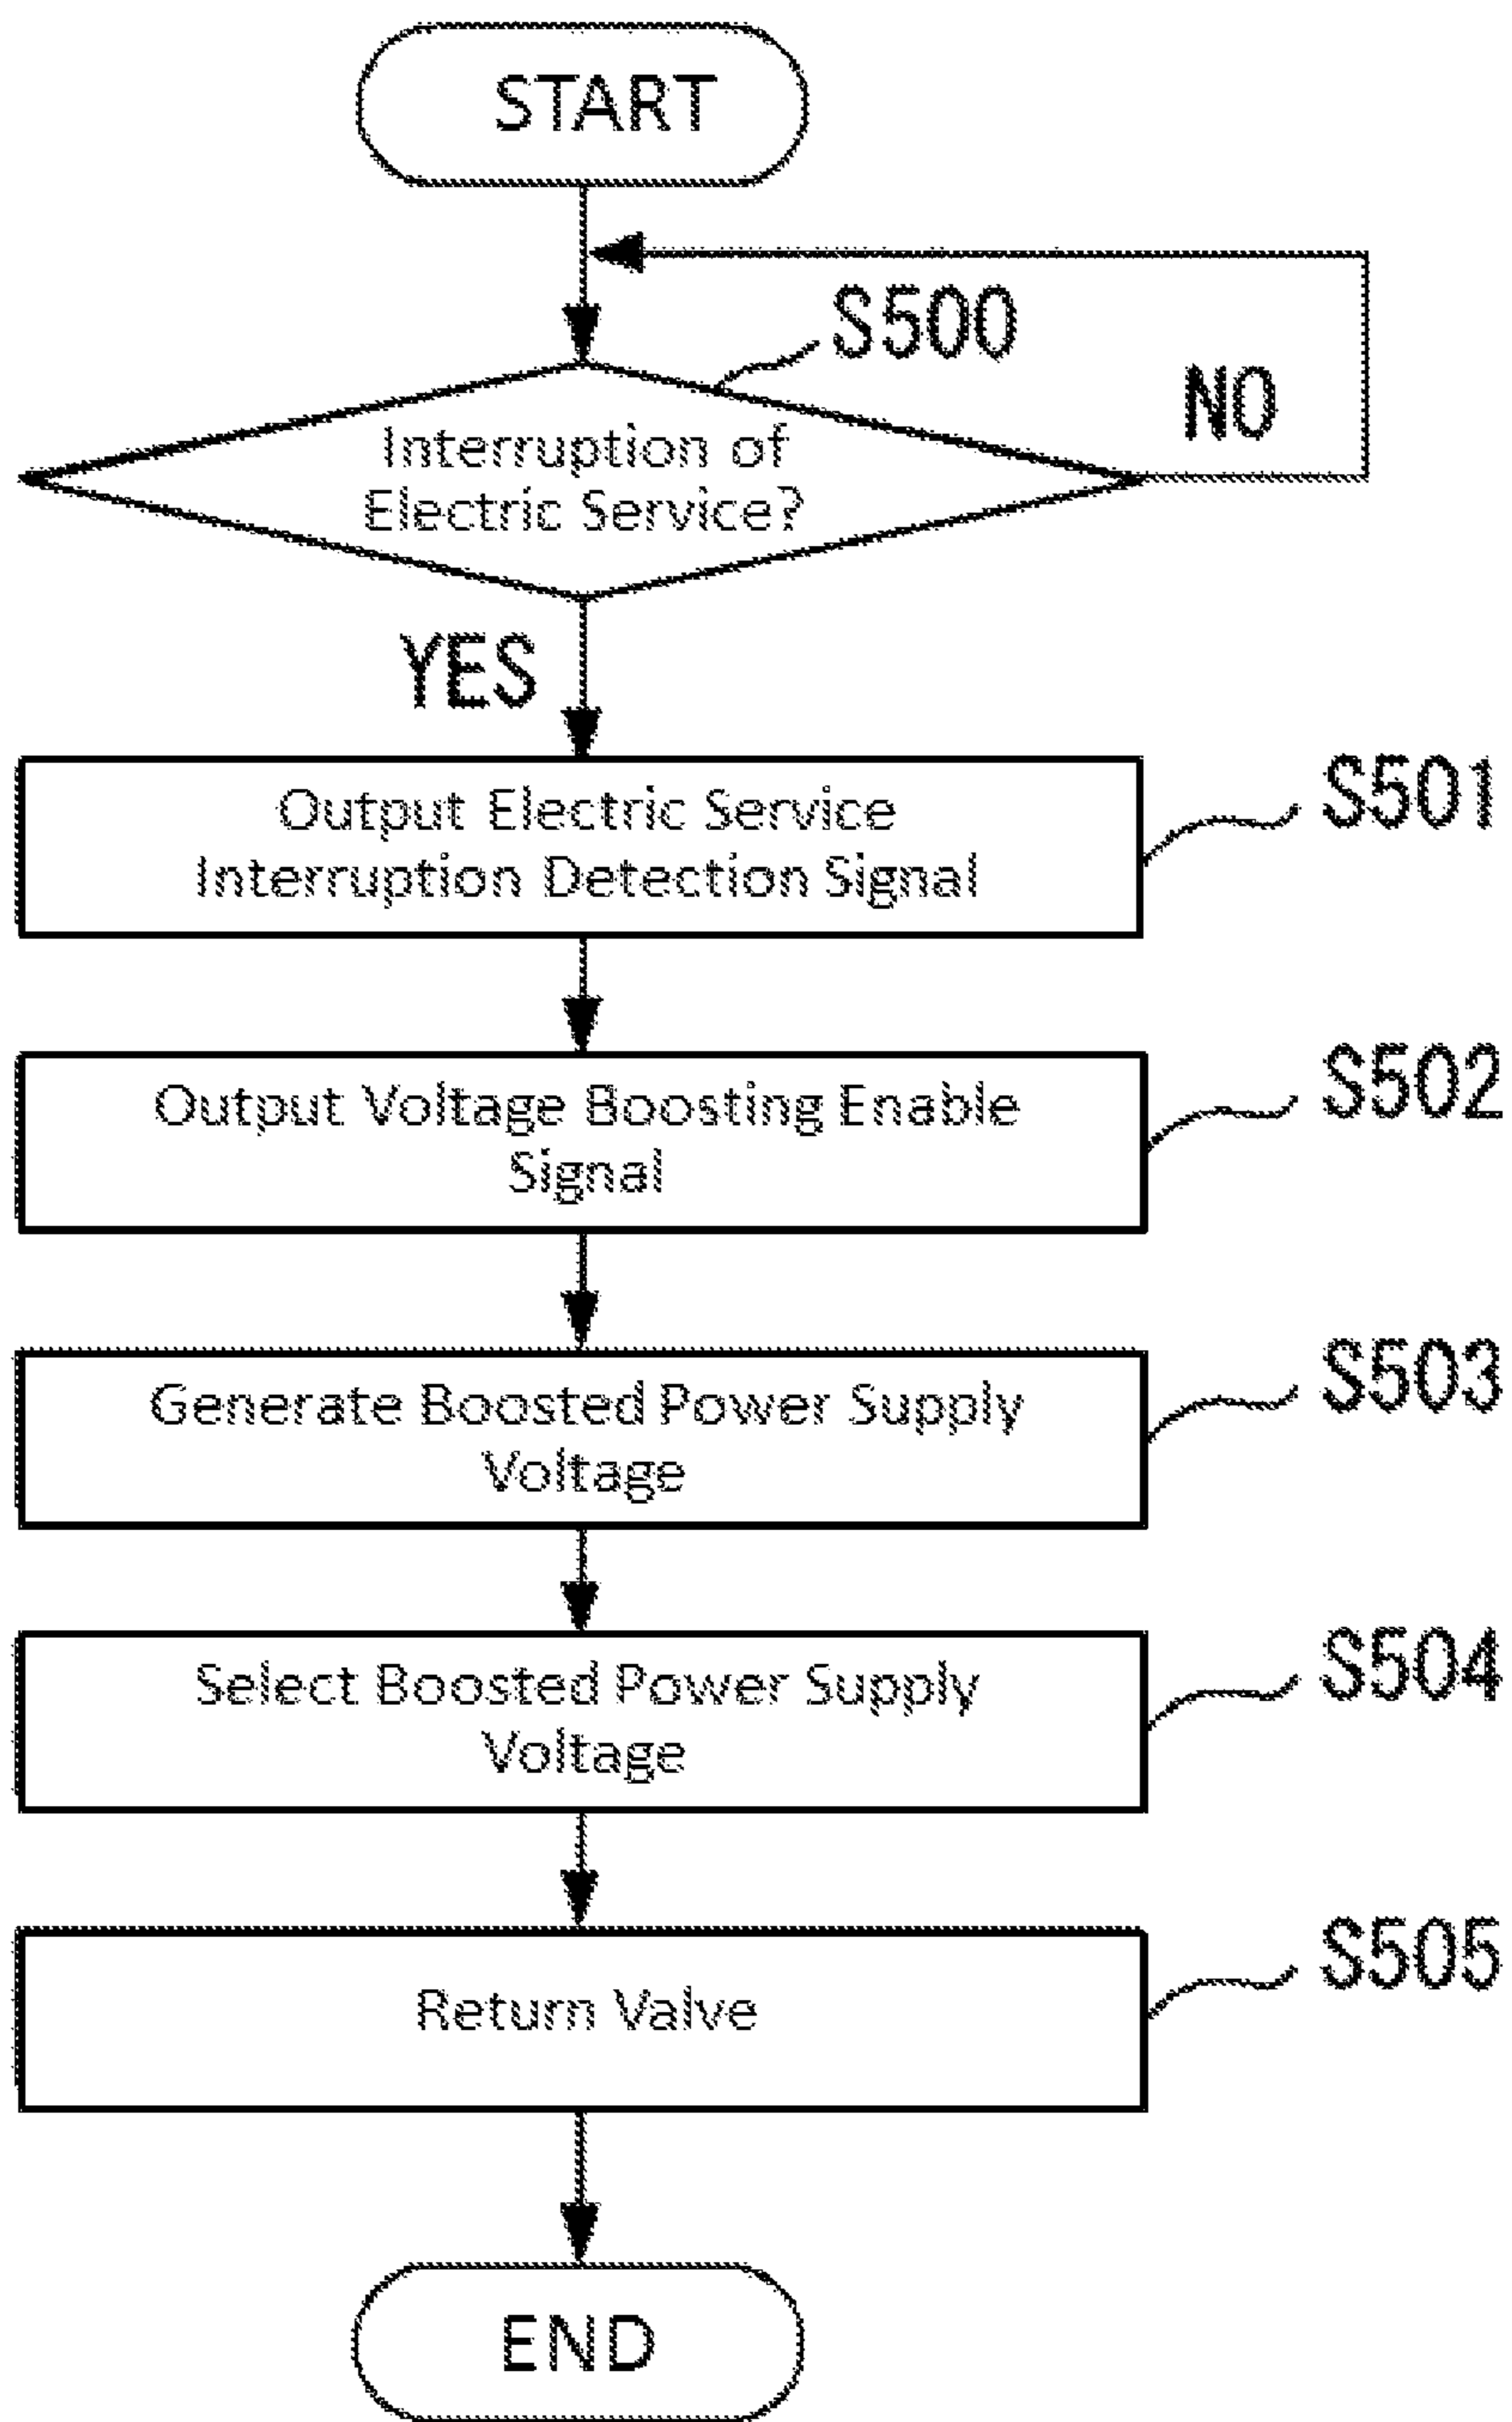 START
S500
NO
Interruption of
Electric Service?
YES
Output Electric Service
Interruption Detection Signal
S501
Output Voltage Boosting Enable
Signal
S502
Generate Boosted Power Supply
Voltage
S503
Select Boosted Power Supply
Voltage
S504
Return Valve
S505
END